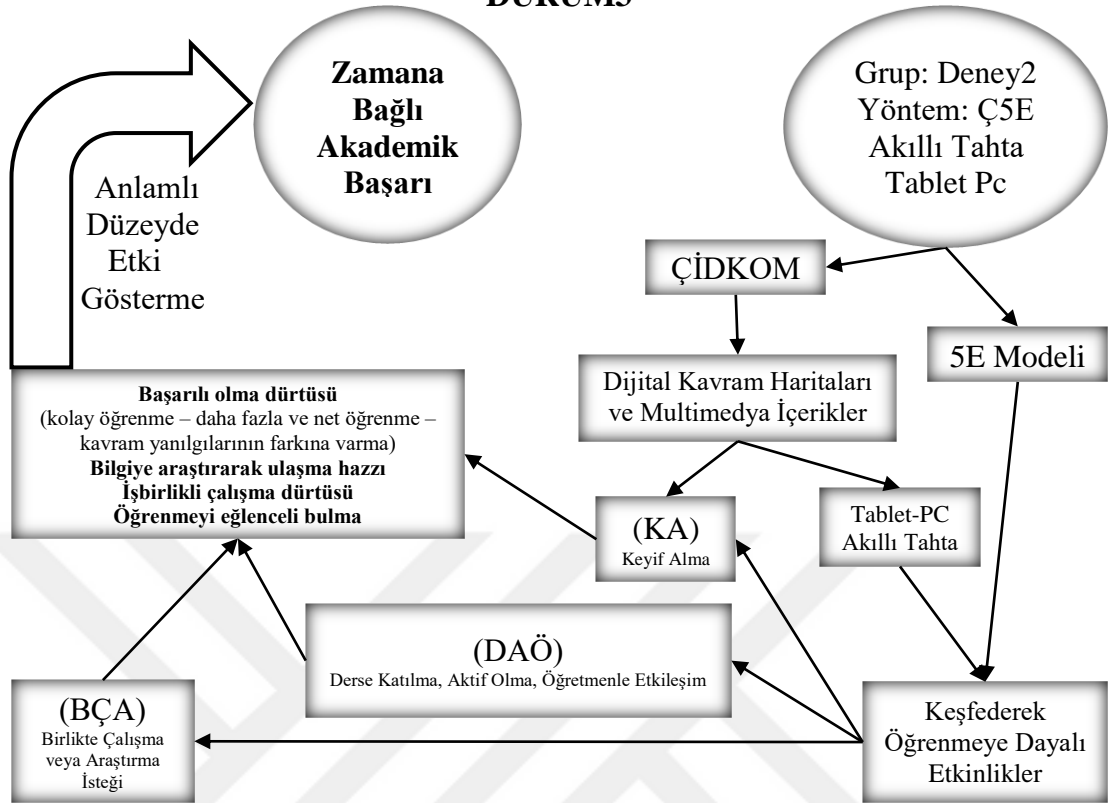 DURUM3
Zamana
Bağlı
Akademik
Başarı
Grup: Deney2
Yöntem: Ç5E
Akıllı Tahta
Tablet Pc
Anlamlı
Düzeyde
Etki
Gösterme
ÇİDKOM
5E Modeli
Dijital Kavram Haritaları
ve Multimedya İçerikler
Başarılı olma dürtüsü
(kolay öğrenme – daha fazla ve net öğrenme –
kavram yanılgılarının farkına varma)
Bilgiye araştırarak ulaşma hazzı
İşbirlikli çalışma dürtüsü
Öğrenmeyi eğlenceli bulma
(KA)
Keyif Alma
Tablet-PC
Akıllı Tahta
(DAÖ)
Derse Katılma, Aktif Olma, Öğretmenle Etkileşim
(BÇA)
Birlikte Çalışma
veya Araştırma
İsteği
Keşfederek
Öğrenmeye Dayalı
Etkinlikler